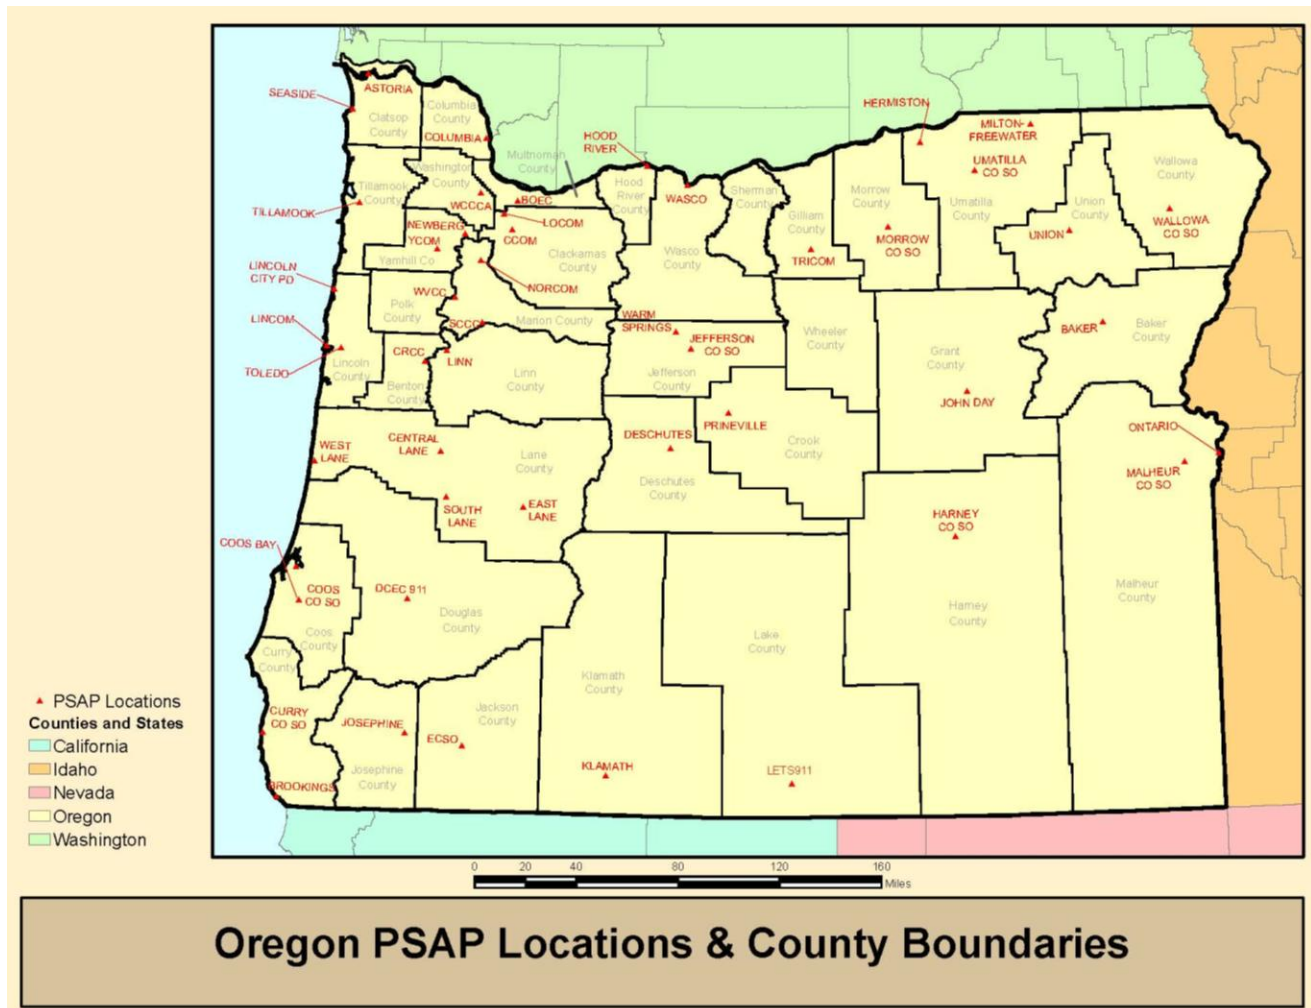 SEASIDE
ASTORIA
Clatsop
County
Columbia
County
COLUMBIA
HERMISTON
MILTON-
FREEWATER
HOOD
RIVER
Multnomah
County
Washington
County
WCCCA
BOEC
Hood
River
County
WASCO
Sherman
County
Gilliam
County
TRICOM
Morrow
County
MORROW
CO SO
UMATILLA
CO SO
Umatilla
County
Union
County
UNION
Wallowa
County
WALLOWA
CO SO
TILLAMOOK
Tillamook
County
NEWBERG
YCOM
Yamhill Co
LOCOM
CCOM
Clackamas
County
Wasco
County
LINCOLN
CITY PD
NORCOM
WVCC
Polk
County
Marion County
SCCC
WARM
SPRINGS
JEFFERSON
CO SO
Jefferson
County
Wheeler
County
Grant
County
JOHN DAY
BAKER
Baker
County
LINCOM
TOLEDO
Lincoln
County
CRCC
Benton
County
LINN
Linn
County
WEST
LANE
CENTRAL
LANE
Lane
County
SOUTH
LANE
EAST
LANE
DESCHUTES
Deschutes
County
PRINEVILLE
Crook
County
ONTARIO
MALHEUR
CO SO
HARNEY
CO SO
Harney
County
Malheur
County
COOS BAY
COOS
CO SO
Coos
County
DCEC 911
Douglas
County
Curry
County
CURRY
CO SO
BROOKINGS
JOSEPHINE
Josephine
County
ECSO
Jackson
County
Klamath
County
KLAMATH
Lake
County
LETS911
PSAP Locations
Counties and States
California
Idaho
Nevada
Oregon
Washington
0 20 40 80 120 160
Miles
Oregon PSAP Locations & County Boundaries